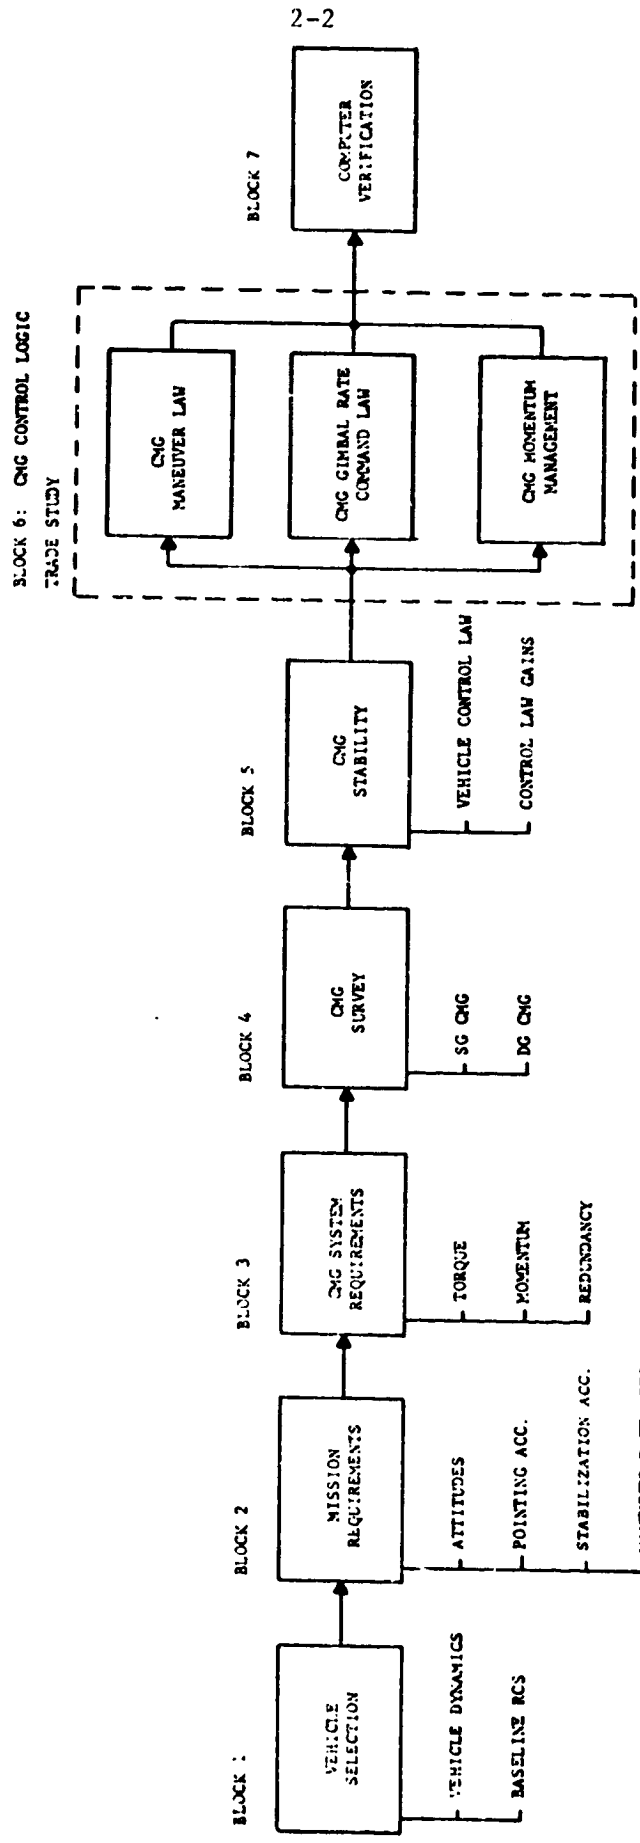 2-2
BLOCK 1
VEHICLE
SELECTION
VEHICLE DYNAMICS
BASELINE RCS
BLOCK 2
MISSION
REQUIREMENTS
ATTITUDES
POINTING ACC.
STABILIZATION ACC.
BLOCK 3
CMG SYSTEM
REQUIREMENTS
TORQUE
MOMENTUM
REDUNDANCY
BLOCK 4
CMG
SURVEY
SG CMG
DG CMG
BLOCK 5
CMG
STABILITY
VEHICLE CONTROL LAW
CONTROL LAW GAINS
BLOCK 6: CMG CONTROL LOGIC
TRADE STUDY
CMG
MANEUVER LAW
CMG GIMBAL RATE
COMMAND LAW
CMG MOMENTUM
MANAGEMENT
BLOCK 7
COMPUTER
VERIFICATION